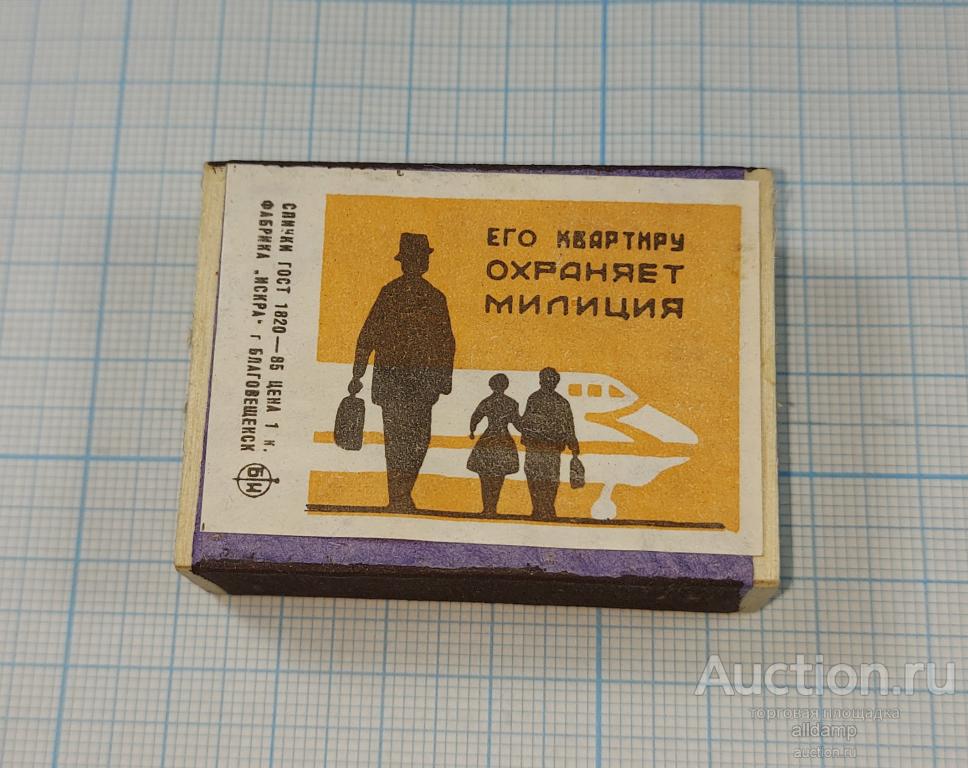 ЕГО КВАРТИРУ
ОХРАНЯЕТ
МИЛИЦИЯ
СПИЧКИ ГОСТ 1820—85 ЦЕНА 1 к.
ФАБРИКА „ИСКРА" г БЛАГОВЕЩЕНСК
Auction.ru
торговая площадка
alldamp
auction.ru